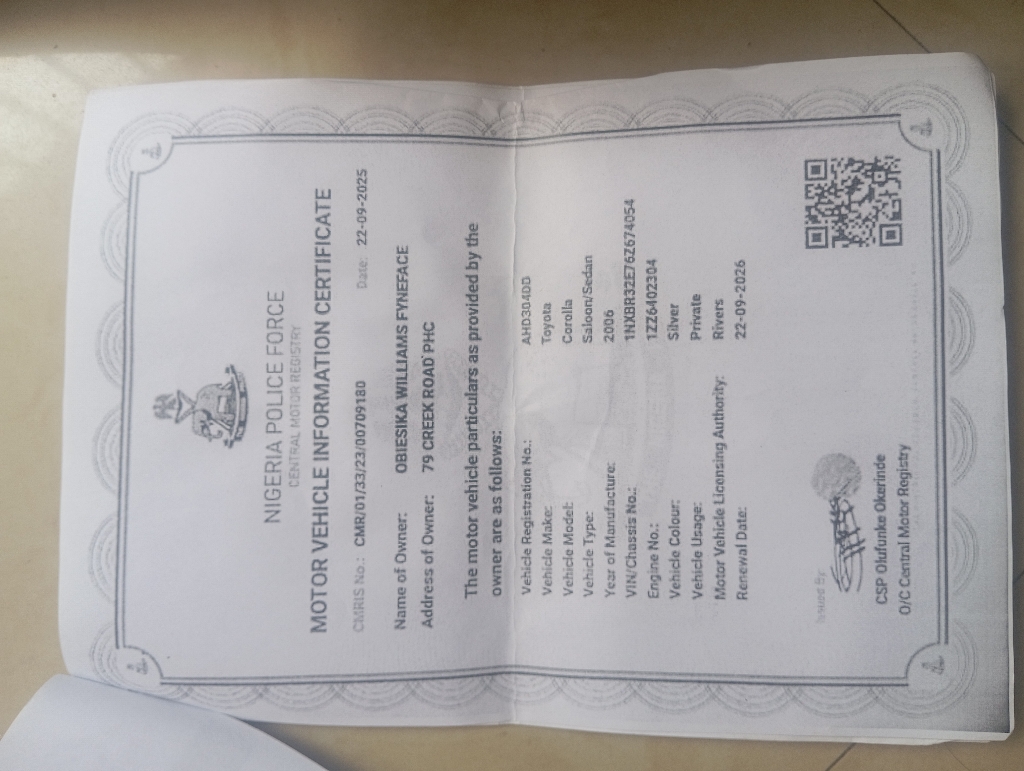 NIGERIA POLICE FORCE
CENTRAL MOTOR REGISTRY
MOTOR VEHICLE INFORMATION CERTIFICATE
CMRIS No.: CMR/01/33/23/00709180 Date: 22-09-2025
Name of Owner: OBIESIKA WILLIAMS FYNEFACE
Address of Owner: 79 CREEK ROAD PHC
The motor vehicle particulars as provided by the
owner are as follows:
Vehicle Registration No.: AHD304DD
Vehicle Make: Toyota
Vehicle Model: Corolla
Vehicle Type: Saloon/Sedan
Year of Manufacture: 2006
VIN/Chassis No.: 1NXBR32E76Z674054
Engine No.: 1ZZ6402304
Vehicle Colour: Silver
Vehicle Usage: Private
Motor Vehicle Licensing Authority: Rivers
Renewal Date: 22-09-2026
Issued By
CSP Olufunke Okerinde
O/C Central Motor Registry